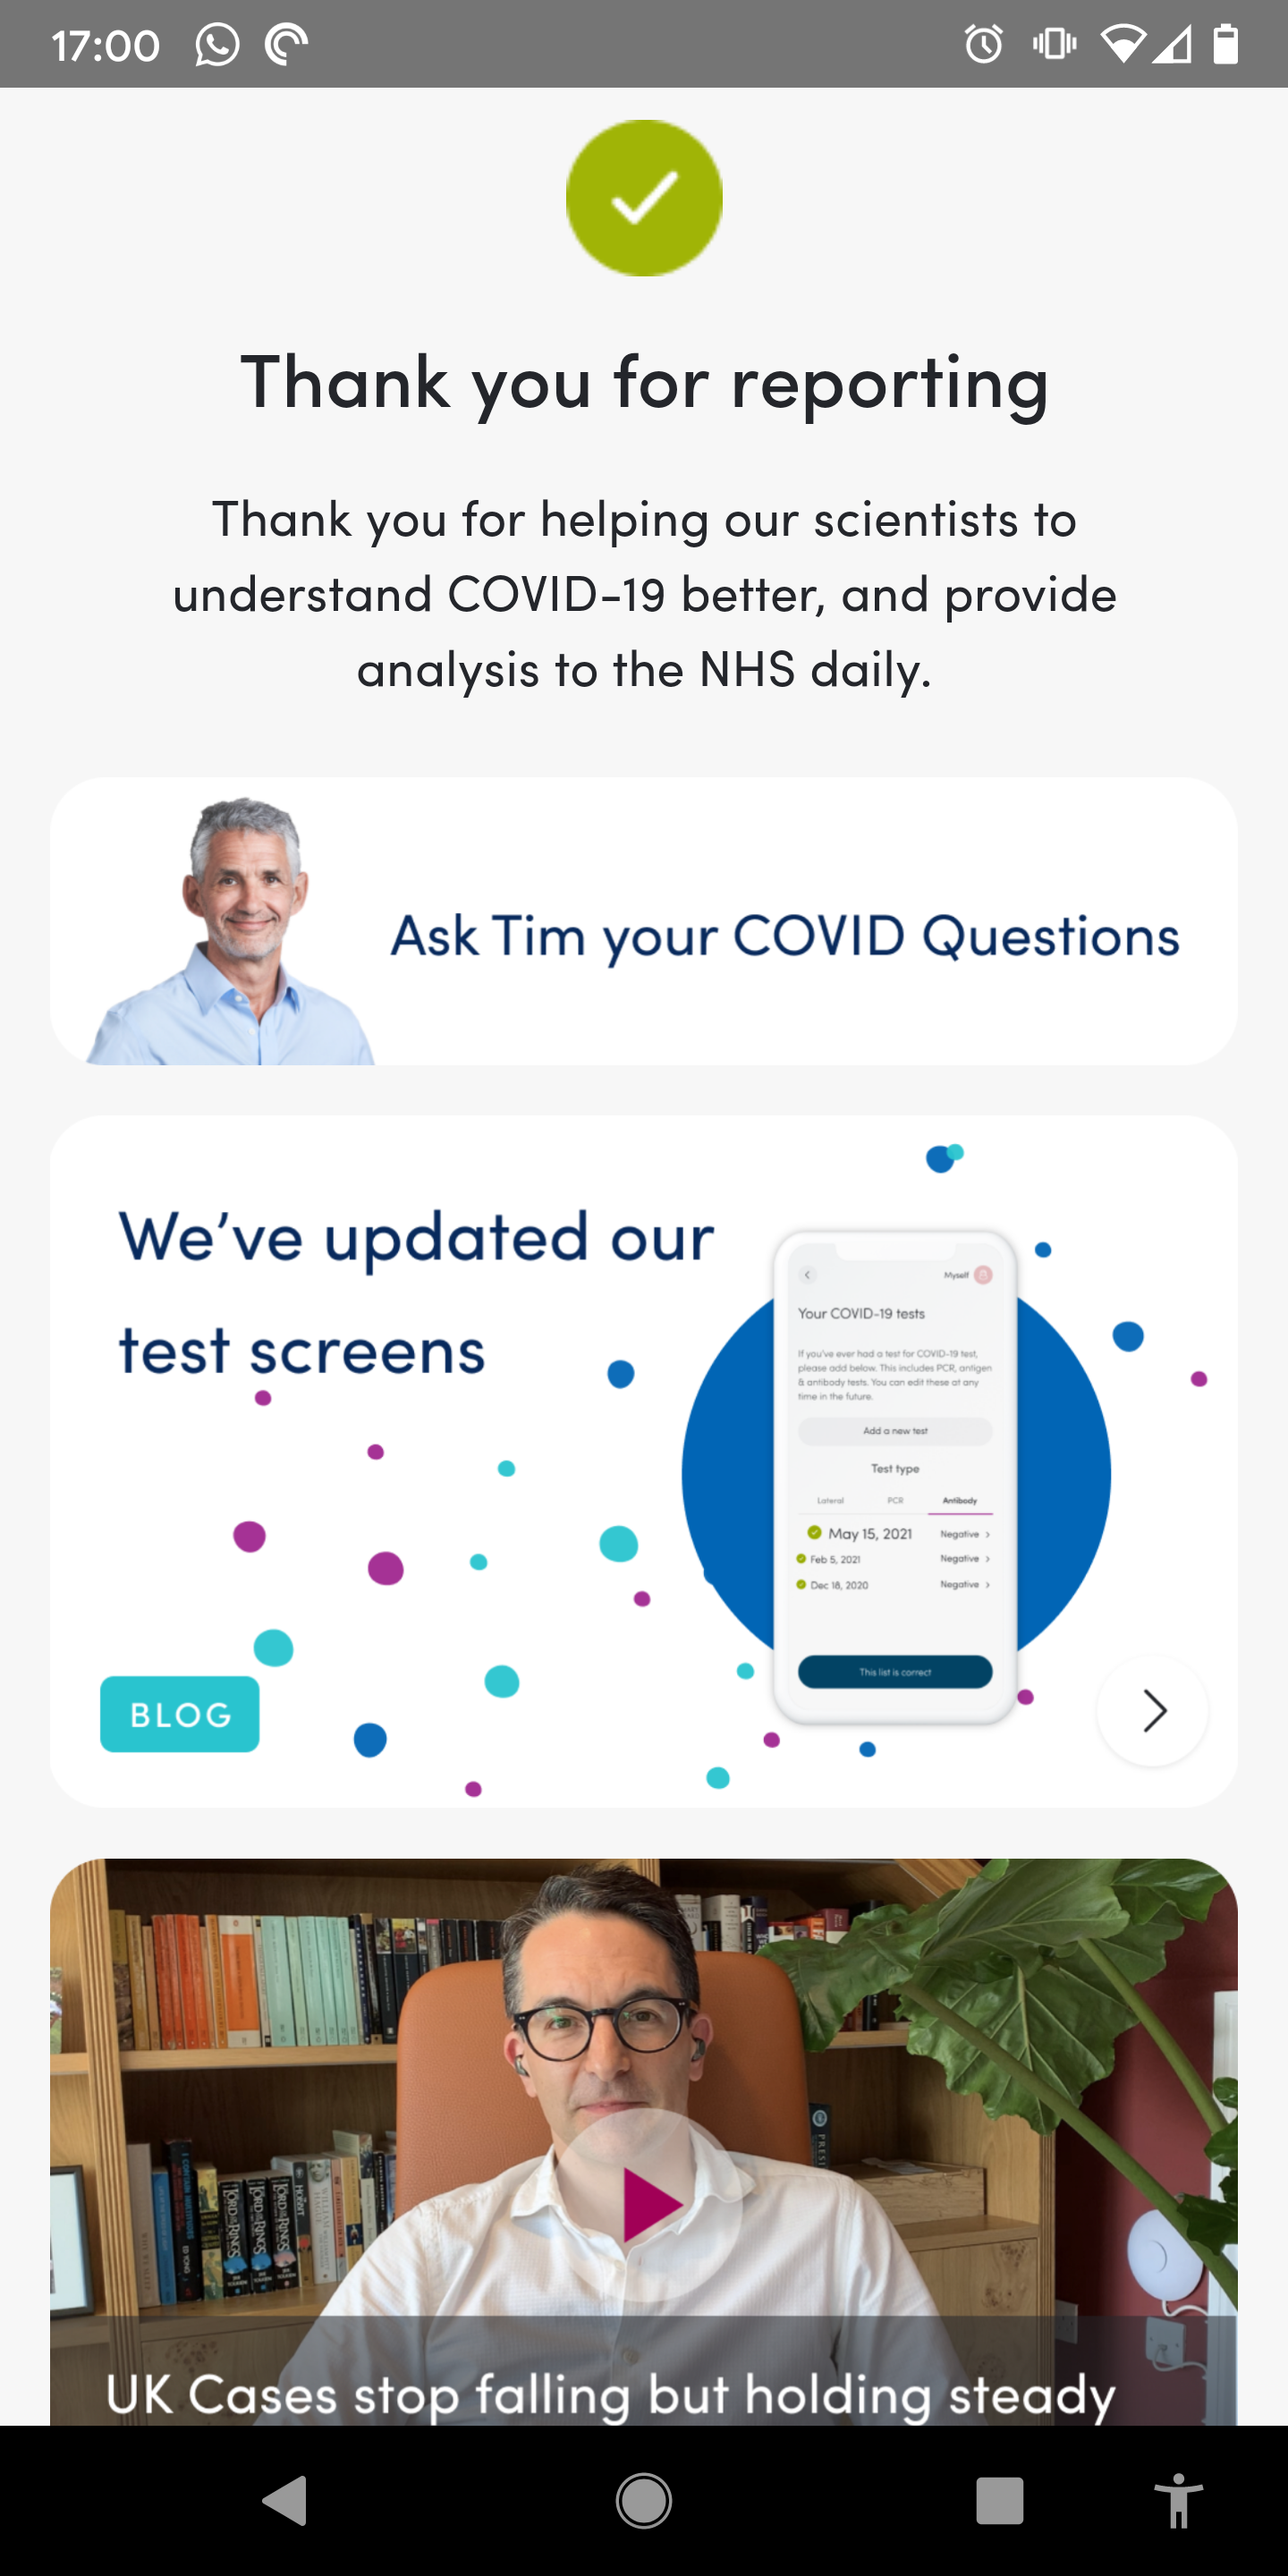 17:00
Thank you for reporting
Thank you for helping our scientists to
understand COVID-19 better, and provide
analysis to the NHS daily.
Ask Tim your COVID Questions
We've updated our
test screens
Myself
Your COVID-19 tests
If you've ever had a test for COVID-19 test,
please add below. This includes PCR, antigen
& antibody tests. You can edit these at any
time in the future.
Add a new test
Test type
Lateral PCR Antibody
May 15, 2021 Negative
Feb 5, 2021 Negative
Dec 18, 2020 Negative
This list is correct
BLOG
UK Cases stop falling but holding steady